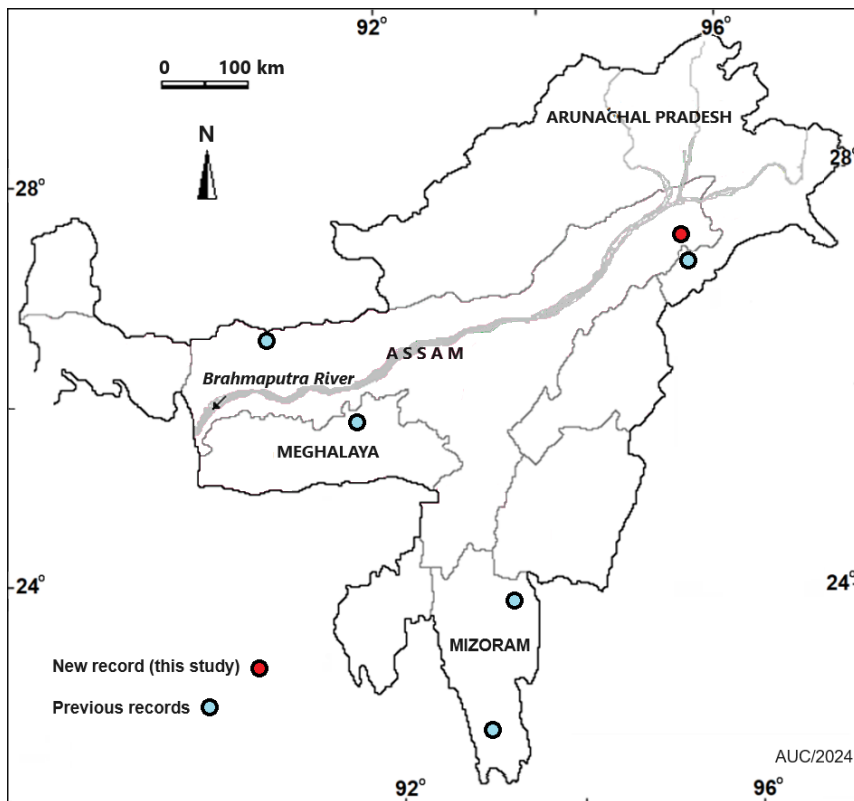 92° 96°
0 100 km
N
ARUNACHAL PRADESH
28° 28°
ASSAM
Brahmaputra River
MEGHALAYA
24° 24°
MIZORAM
New record (this study)
Previous records
AUC/2024
92° 96°